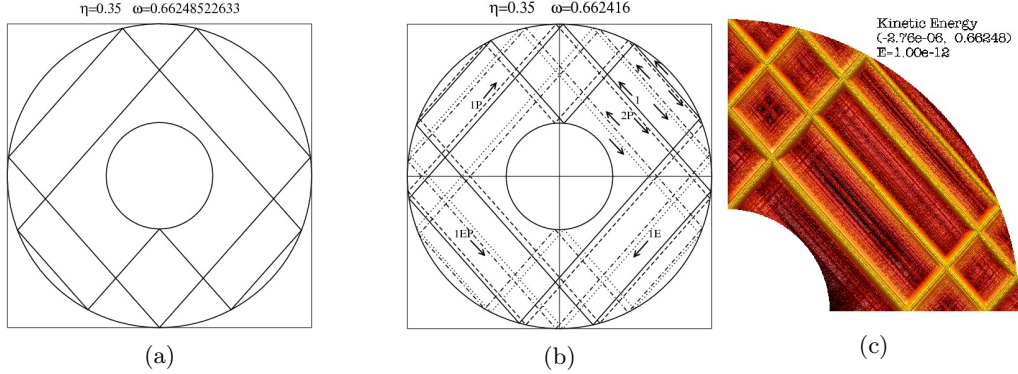 η=0.35 ω=0.66248522633
η=0.35 ω=0.662416
Kinetic Energy
(-2.76e-06, 0.66248)
E=1.00e-12
1P
1
2P
1EP
1E
(a)
(b)
(c)